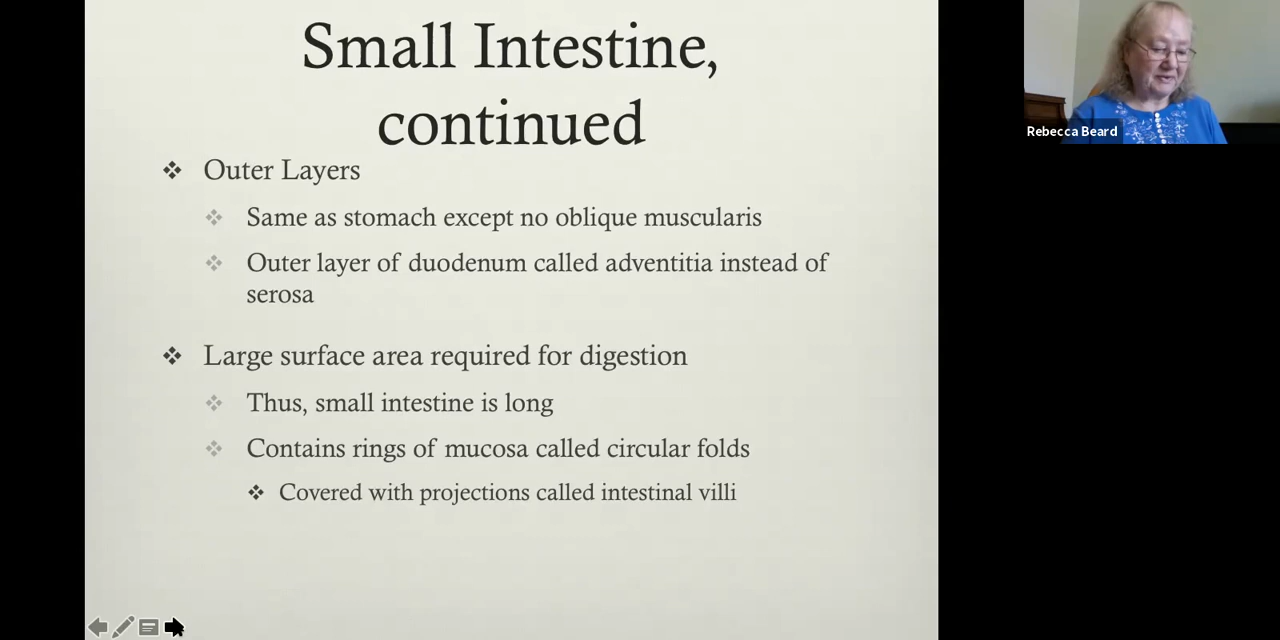 Small Intestine,
continued
Outer Layers
Same as stomach except no oblique muscularis
Outer layer of duodenum called adventitia instead of
serosa
Large surface area required for digestion
Thus, small intestine is long
Contains rings of mucosa called circular folds
Covered with projections called intestinal villi
Rebecca Beard